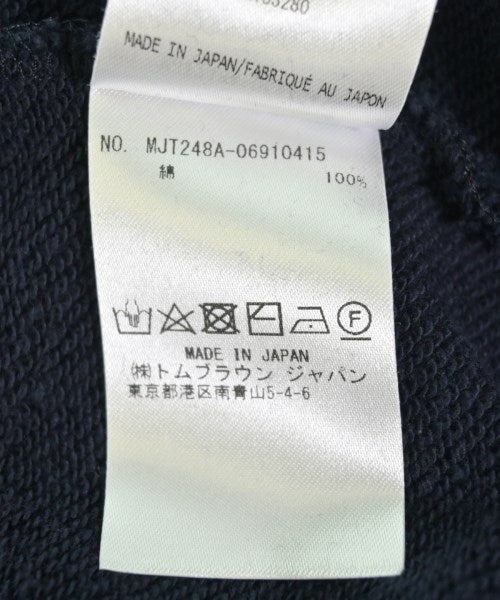 MADE IN JAPAN/FABRIQUÉ AU JAPON
NO. MJT248A-06910415
綿 100%
F
MADE IN JAPAN
㈱トムブラウン ジャパン
東京都港区南青山5-4-6